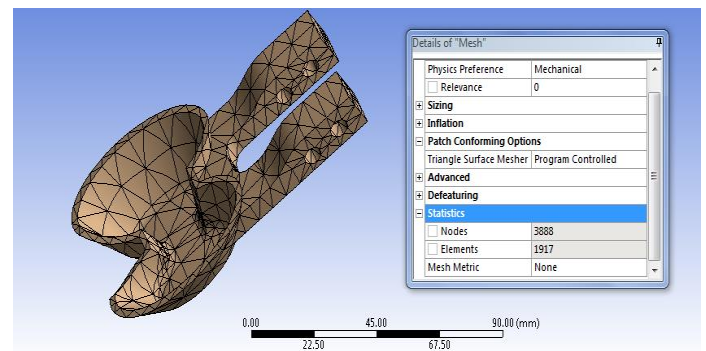 Details of "Mesh"
Physics Preference Mechanical
Relevance 0
Sizing
Inflation
Patch Conforming Options
Triangle Surface Mesher Program Controlled
Advanced
Defeaturing
Statistics
Nodes 3888
Elements 1917
Mesh Metric None
0.00 45.00 90.00 (mm)
22.50 67.50